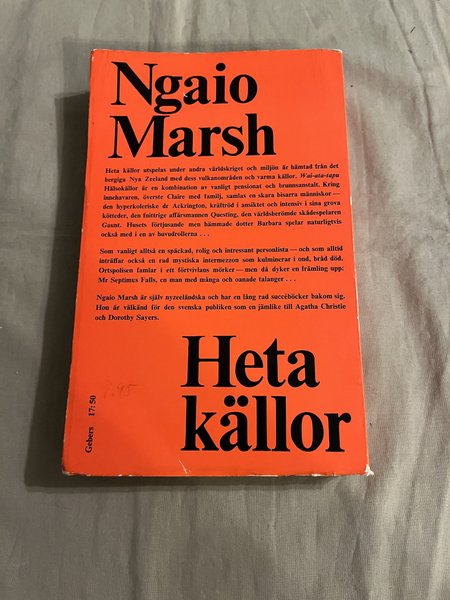 Ngaio
Marsh
Heta källor utspelas under andra världskriget och miljön är hämtad från det
bergiga Nya Zeeland med dess vulkanområden och varma källor. Wai-ata-tapu
Hälsokällor är en kombination av vanligt pensionat och brunnsanstalt. Kring
innehavaren, överste Claire med familj, samlas en skara bisarra människor —
den hyperkoleriske dr Ackrington, kräftröd i ansiktet och intensiv i sina grova
kötteder, den fnittrige affärsmannen Questing, den världsberömde skådespelaren
Gaunt. Husets förtjusande men hämmade dotter Barbara spelar naturligtvis
också med i en av huvudrollerna . . .
Som vanligt alltså en späckad, rolig och intressant personlista — och som alltid
inträffar också en rad mystiska intermezzon som kulminerar i ond, bråd död.
Ortspolisen famlar i ett förtvivlans mörker — men då dyker en främling upp:
Mr Septimus Falls, en man med många och oanade talanger . . .
Ngaio Marsh är själv nyzeeländska och har en lång rad succéböcker bakom sig.
Hon är välkänd för den svenska publiken som en jämlike till Agatha Christie
och Dorothy Sayers.
Heta
källor
Gebers 17:50